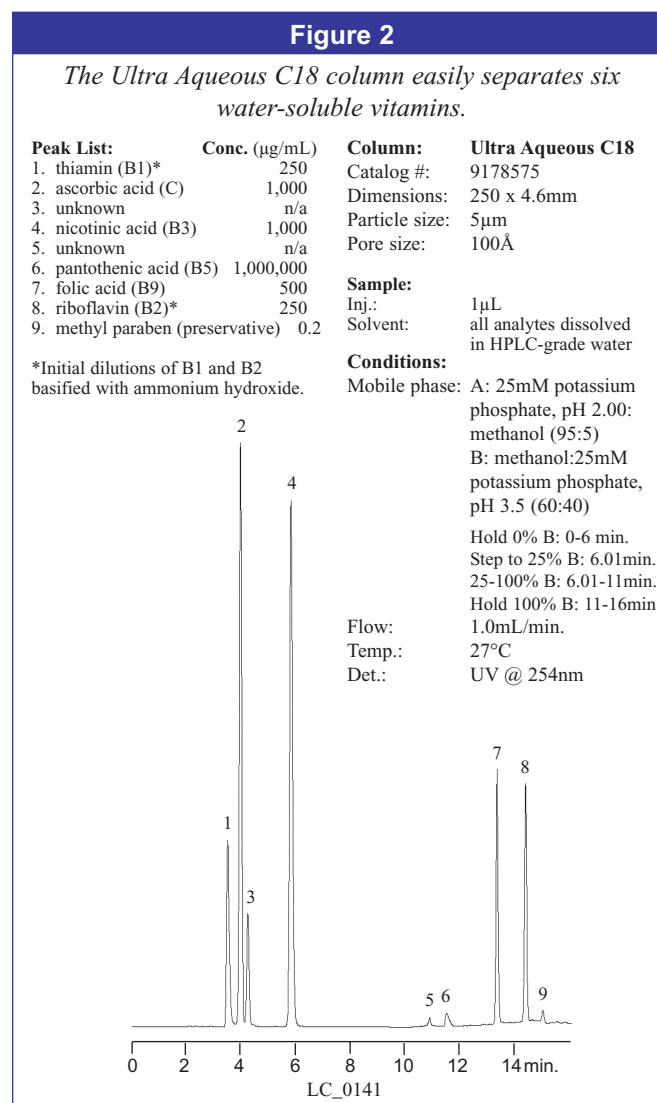 Figure 2
The Ultra Aqueous C18 column easily separates six
water-soluble vitamins.
Peak List: Conc. (µg/mL)
1. thiamin (B1)* 250
2. ascorbic acid (C) 1,000
3. unknown n/a
4. nicotinic acid (B3) 1,000
5. unknown n/a
6. pantothenic acid (B5) 1,000,000
7. folic acid (B9) 500
8. riboflavin (B2)* 250
9. methyl paraben (preservative) 0.2
*Initial dilutions of B1 and B2
basified with ammonium hydroxide.
Column: Ultra Aqueous C18
Catalog #: 9178575
Dimensions: 250 x 4.6mm
Particle size: 5µm
Pore size: 100Å
Sample:
Inj.: 1µL
Solvent: all analytes dissolved
in HPLC-grade water
Conditions:
Mobile phase: A: 25mM potassium
phosphate, pH 2.00:
methanol (95:5)
B: methanol:25mM
potassium phosphate,
pH 3.5 (60:40)
Hold 0% B: 0-6 min.
Step to 25% B: 6.01min.
25-100% B: 6.01-11min.
Hold 100% B: 11-16min
Flow: 1.0mL/min.
Temp.: 27°C
Det.: UV @ 254nm
2
4
7
8
1
3
5
6
9
0 2 4 6 8 10 12 14 min.
LC_0141